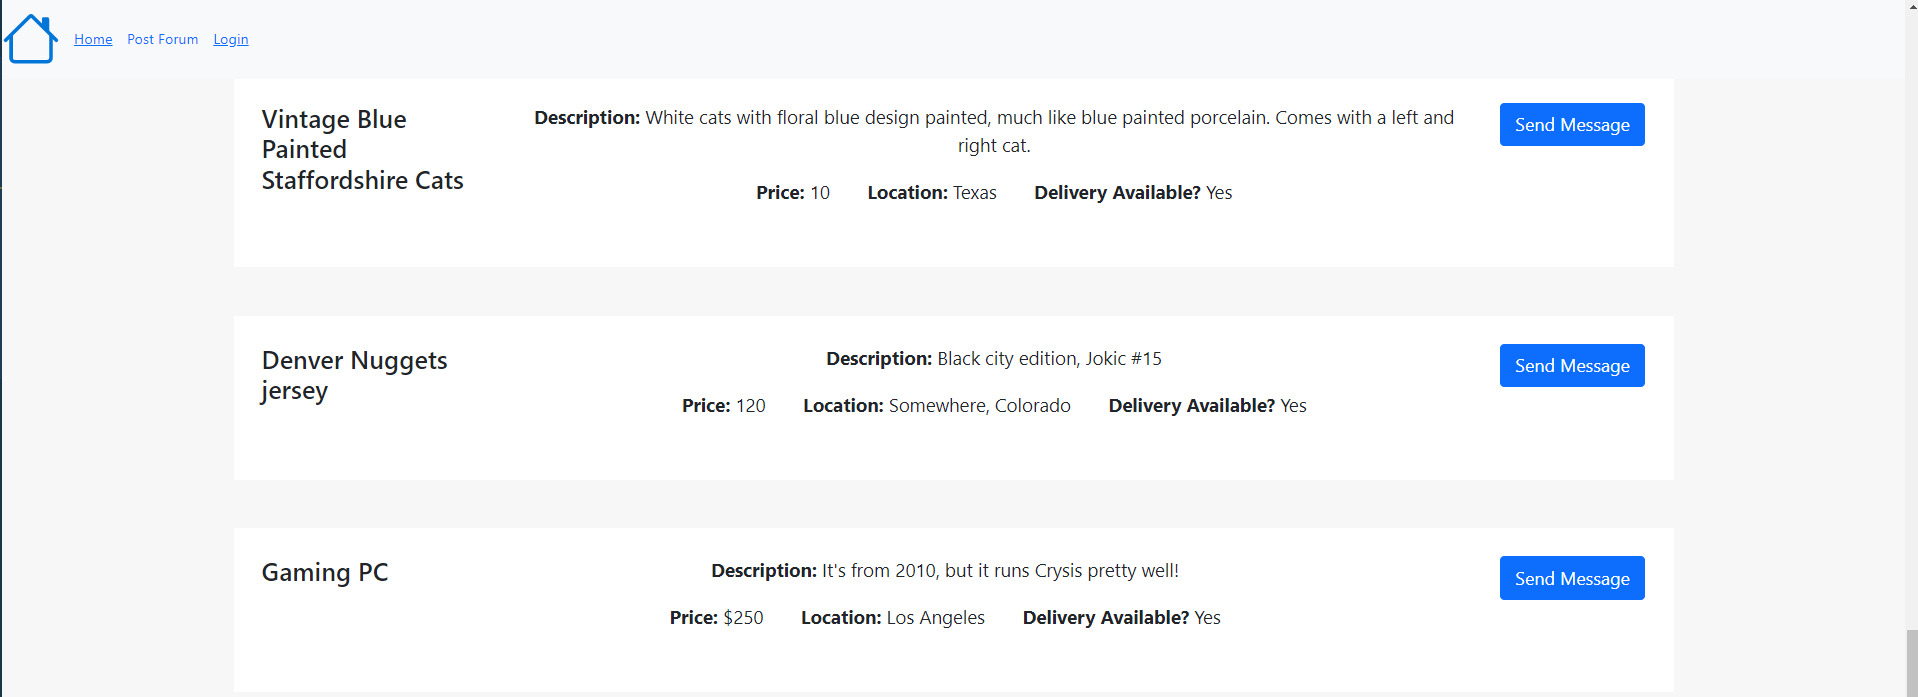 Home Post Forum Login
Vintage Blue
Painted
Staffordshire Cats
Description: White cats with floral blue design painted, much like blue painted porcelain. Comes with a left and
right cat.
Price: 10 Location: Texas Delivery Available? Yes
Send Message
Denver Nuggets
jersey
Description: Black city edition, Jokic #15
Price: 120 Location: Somewhere, Colorado Delivery Available? Yes
Send Message
Gaming PC
Description: It's from 2010, but it runs Crysis pretty well!
Price: $250 Location: Los Angeles Delivery Available? Yes
Send Message